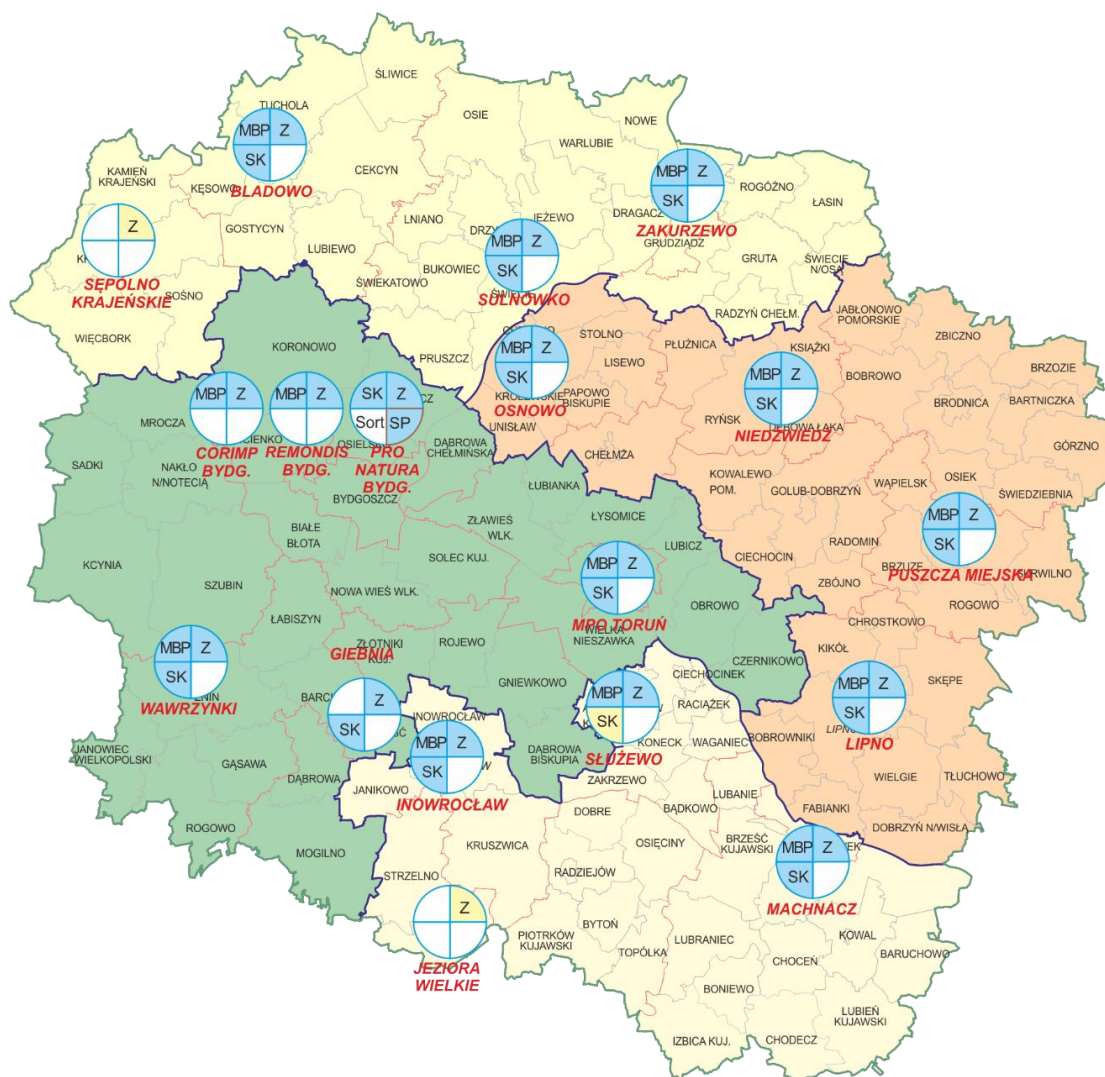 ŚLIWICE
TUCHOLA
OSIE
NOWE
MBP Z
SK
BLADOWO
WARLUBIE
KAMIEŃ
KRAJEŃSKI
KĘSOWO
CEKCYN
MBP Z
SK
ZAKURZEWO
ROGÓŹNO
ŁASIN
Z
SĘPOLNO
KRAJEŃSKIE
GOSTYCYN
LNIANO
DRAGACZ
GRUDZIĄDZ
LUBIEWO
BUKOWIEC
MBP Z
SK
SULNÓWKO
GRUTA
ŚWIECIE
N/OSĄ
SOŚNO
ŚWIEKATOWO
RADZYŃ CHEŁM.
WIĘCBORK
PRUSZCZ
KORONOWO
STOLNO
PŁUŻNICA
KSIĄŻKI
JABŁONOWO
POMORSKIE
ZBICZNO
MBP Z
SK
OSNOWO
LISEWO
PAPOWO
BISKUPIE
UNISŁAW
CHEŁMŻA
BOBROWO
BRZOZIE
BARTNICZKA
BRODNICA
GÓRZNO
MBP Z
SK
NIEDŹWIEDŹ
RYŃSK
MBP Z
CORIMP
BYDG.
MBP Z
REMONDIS
BYDG.
SK Z
Sort SP
PRO
NATURA
BYDG.
MROCZA
SADKI
NAKŁO
N/NOTECIĄ
DĄBROWA
CHEŁMIŃSKA
BYDGOSZCZ
ŁUBIANKA
KOWALEWO
POM.
GOLUB-DOBRZYŃ
WĄPIELSK
OSIEK
ŚWIEDZIEBNIA
BIAŁE
BŁOTA
ZŁAWIEŚ
WLK.
ŁYSOMICE
LUBICZ
CIECHOCIN
RADOMIN
ZBÓJNO
MBP Z
SK
PUSZCZA MIEJSKA
ROGOWO
KCYNIA
SZUBIN
SOLEC KUJ.
MBP Z
SK
MPO TORUŃ
OBROWO
CHROSTKOWO
NOWA WIEŚ WLK.
ŁABISZYN
WIELKA
NIESZAWKA
ZŁOTNIKI
KUJ.
ROJEWO
GIEBNIA
Z
SK
MBP Z
SK
WAWRZYNKI
CZERNIKOWO
CIECHOCINEK
KIKÓŁ
SKĘPE
GNIEWKOWO
MBP Z
SK
SŁUŻEWO
RACIĄŻEK
MBP Z
SK
LIPNO
INOWROCŁAW
MBP Z
SK
INOWROCŁAW
DĄBROWA
BISKUPIA
KONECK
WAGANIEC
BOBROWNIKI
JANOWIEC
WIELKOPOLSKI
GĄSAWA
DĄBROWA
JANIKOWO
ZAKRZEWO
WIELGIE
TŁUCHOWO
LUBANIE
DOBRE
BĄDKOWO
FABIANKI
DOBRZYŃ N/WISŁĄ
ROGOWO
MOGILNO
KRUSZWICA
OSIĘCINY
BRZEŚĆ
KUJAWSKI
MBP Z
SK
MACHNACZ
STRZELNO
RADZIEJÓW
Z
JEZIORA
WIELKIE
BYTOŃ
PIOTRKÓW
KUJAWSKI
TOPÓLKA
LUBRANIEC
KOWAL
BARUCHOWO
CHOCEŃ
BONIEWO
LUBIEŃ
KUJAWSKI
IZBICA KUJ.
CHODECZ